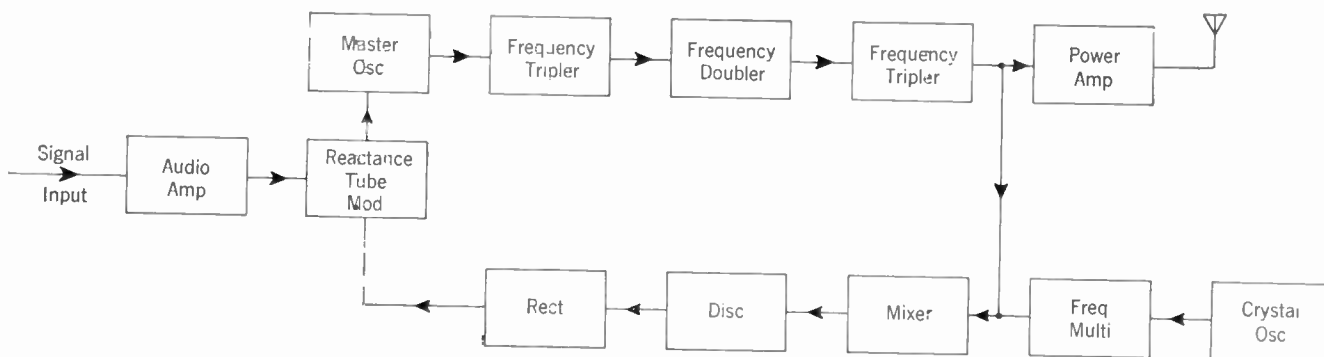 Master
Osc
Frequency
Tripler
Frequency
Doubler
Frequency
Tripler
Power
Amp
Signal
Input
Audio
Amp
Reactance
Tube
Mod
Rect
Disc
Mixer
Freq
Multi
Crystal
Osc